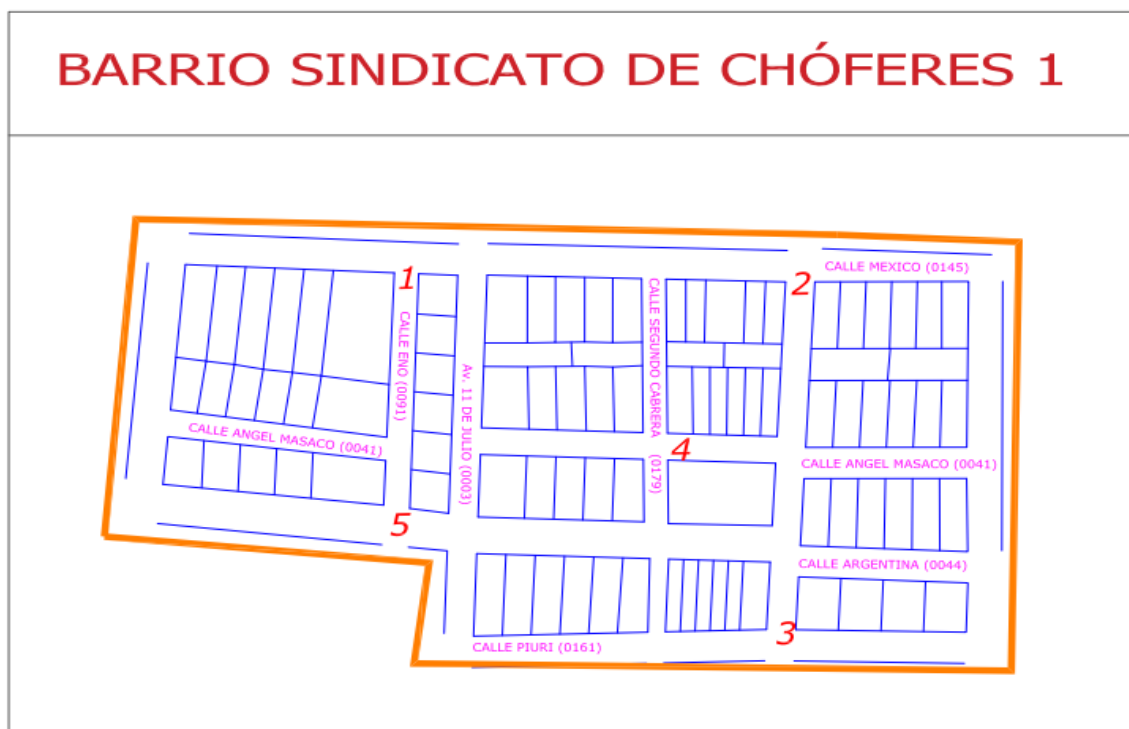 BARRIO SINDICATO DE CHÓFERES 1
CALLE MEXICO (0145)
1
2
CALLE ENO (0091)
Av. 11 DE JULIO (0003)
CALLE SEGUNDO CABRERA (0179)
CALLE ANGEL MASACO (0041)
4
CALLE ANGEL MASACO (0041)
5
CALLE ARGENTINA (0044)
3
CALLE PIURI (0161)